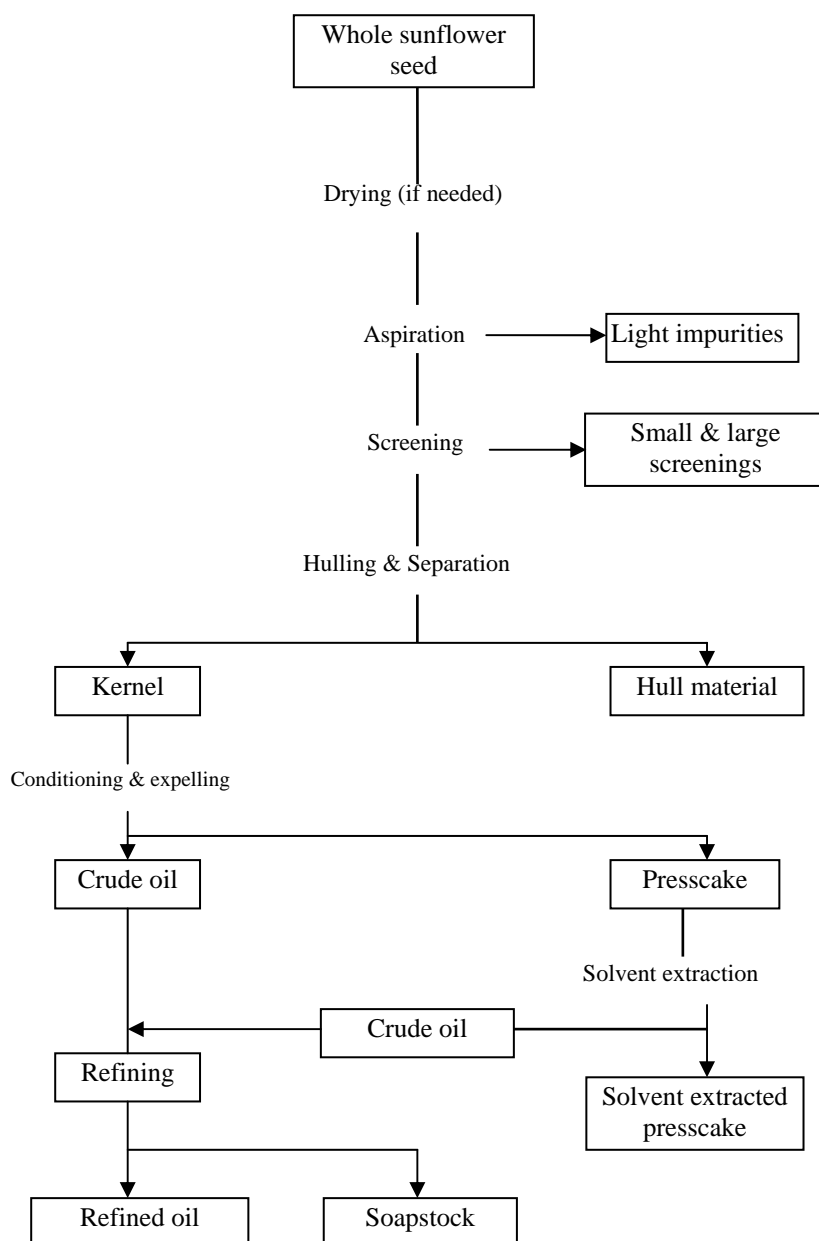 Whole sunflower
seed
Drying (if needed)
Aspiration
Light impurities
Screening
Small & large
screenings
Hulling & Separation
Kernel
Hull material
Conditioning & expelling
Crude oil
Presscake
Solvent extraction
Crude oil
Refining
Solvent extracted
presscake
Refined oil
Soapstock